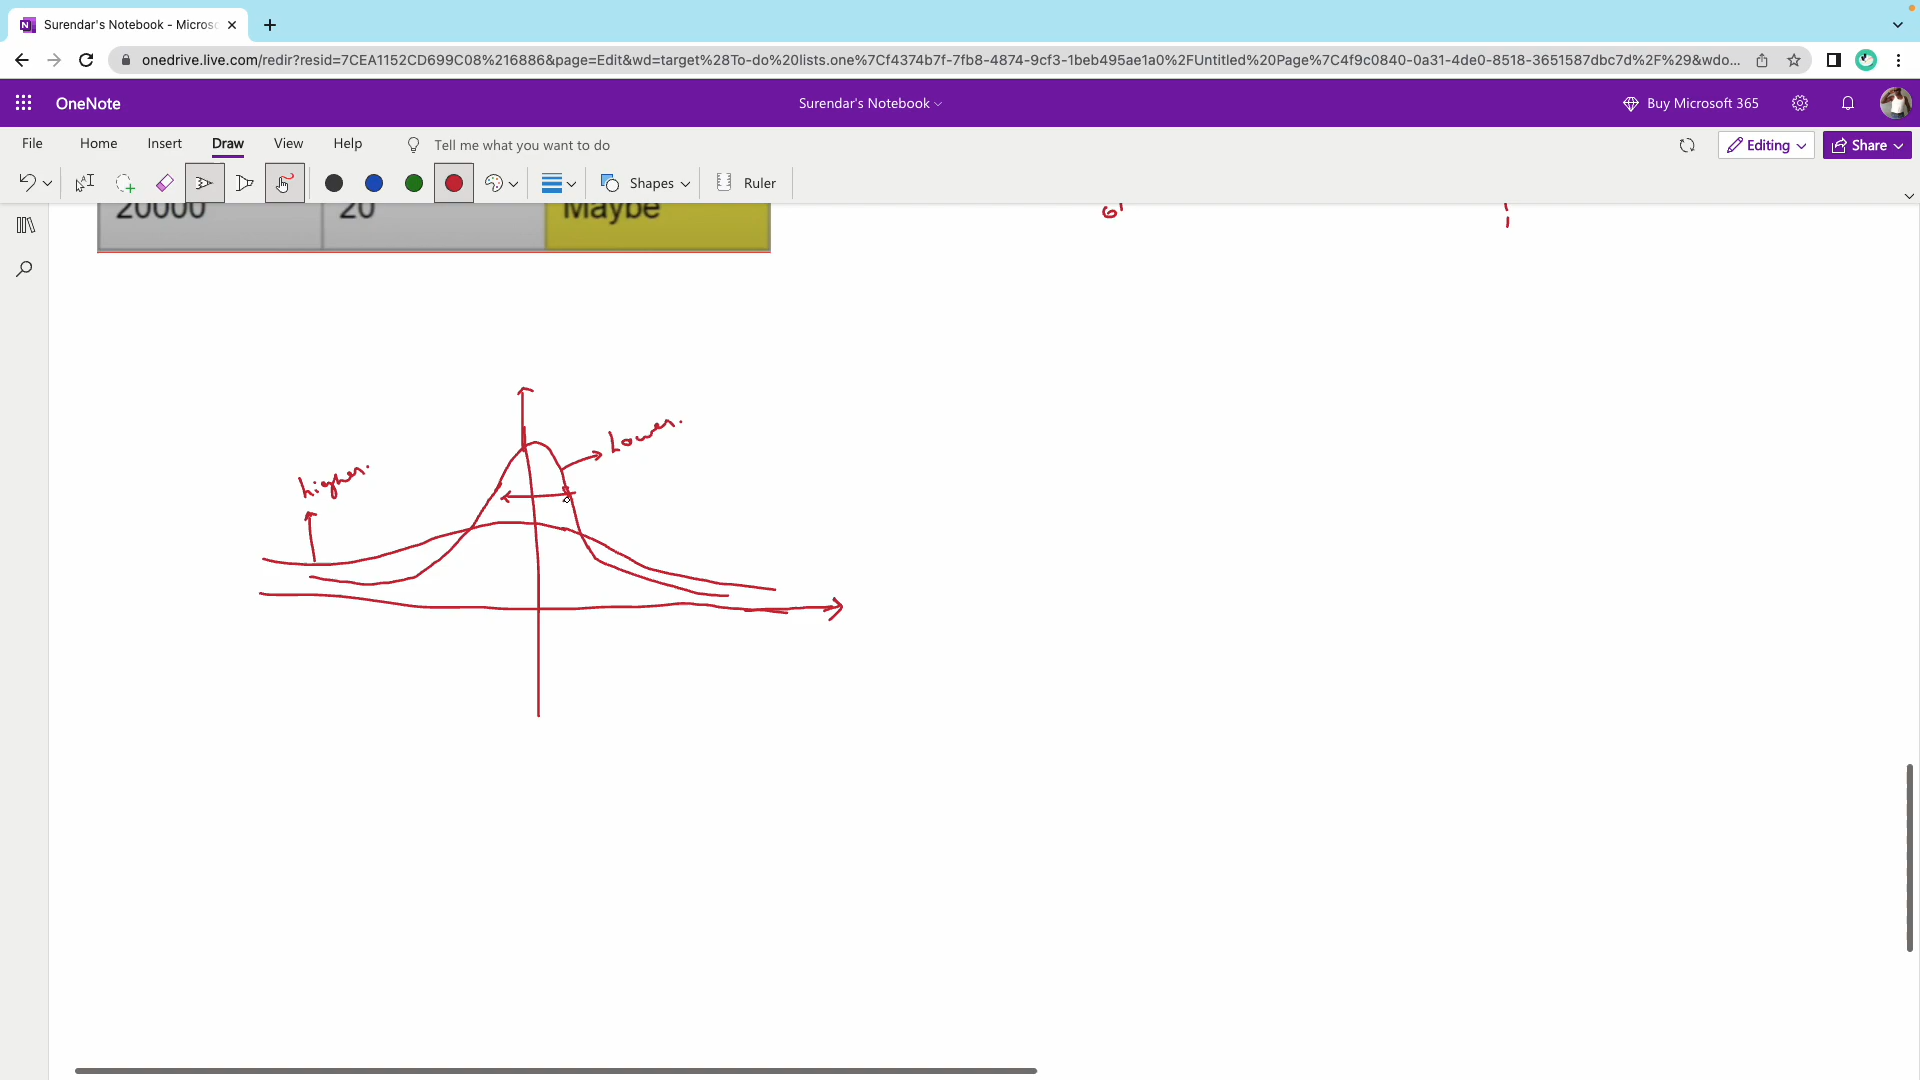 Surendar's Notebook - Micros
onedrive.live.com/redir?resid=7CEA1152CD699C08%216886&page=Edit&wd=target%28To-do%20lists.one%7Cf4374b7f-7fb8-4874-9cf3-1beb495ae1a0%2FUntitled%20Page%7C4f9c0840-0a31-4de0-8518-3651587dbc7d%2F%29&wdo...
OneNote
Surendar's Notebook
Buy Microsoft 365
File Home Insert Draw View Help Tell me what you want to do
Editing
Share
Shapes
Ruler
20000 20 Maybe
Lower.
higher.